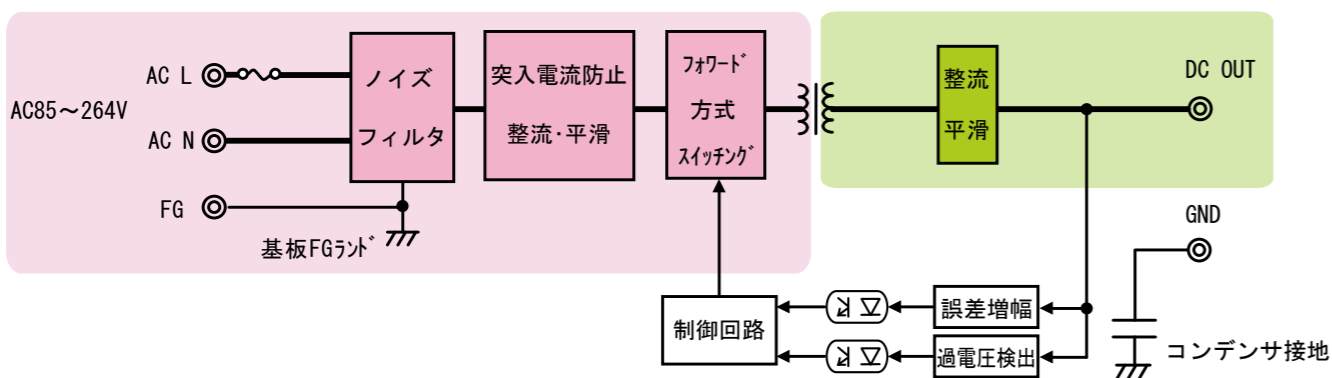 AC85～264V
AC L
AC N
FG
ノイズ
フィルタ
基板FGﾗﾝﾄﾞ
突入電流防止
整流・平滑
ﾌｫﾜｰﾄﾞ
方式
ｽｲｯﾁﾝｸﾞ
整流
平滑
DC OUT
GND
制御回路
誤差増幅
過電圧検出
コンデンサ接地